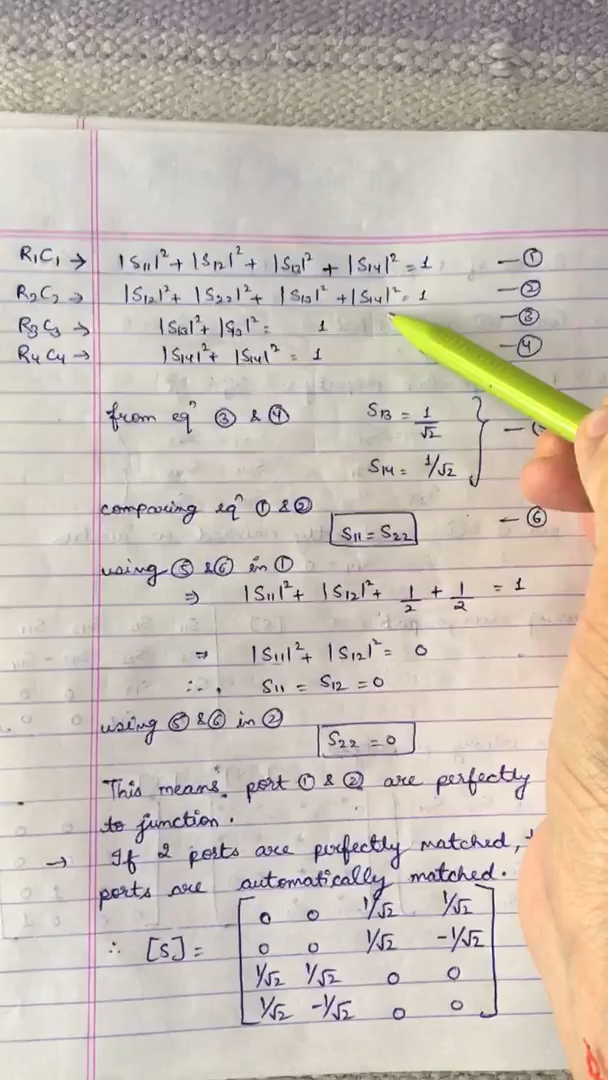 R₁C₁ → |S₁₁|² + |S₁₂|² + |S₁₃|² + |S₁₄|² = 1 — ①
R₂C₂ → |S₁₂|² + |S₂₂|² + |S₁₃|² + |S₁₄|² = 1 — ②
R₃C₃ → |S₁₃|² + |S₁₃|² = 1 — ③
R₄C₄ → |S₁₄|² + |S₁₄|² = 1 — ④
from eqⁿ ③ & ④ S₁₃ = 1/√2
S₁₄ = 1/√2
comparing eqⁿ ① & ②
S₁₁ = S₂₂ — ⑥
using ⑤ & ⑥ in ①
⇒ |S₁₁|² + |S₁₂|² + 1/2 + 1/2 = 1
⇒ |S₁₁|² + |S₁₂|² = 0
∴ S₁₁ = S₁₂ = 0
using ⑤ & ⑥ in ②
S₂₂ = 0
This means, port ① & ② are perfectly
to junction.
→ If 2 ports are perfectly matched,
ports are automatically matched.
∴ [S] = [ 0 0 1/√2 1/√2
0 0 1/√2 -1/√2
1/√2 1/√2 0 0
1/√2 -1/√2 0 0 ]